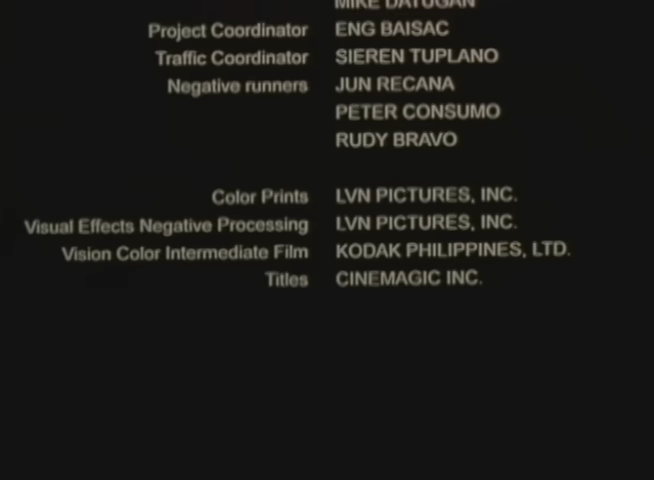 MIKE DATUGAN
Project Coordinator ENG BAISAC
Traffic Coordinator SIEREN TUPLANO
Negative runners JUN RECANA
PETER CONSUMO
RUDY BRAVO
Color Prints LVN PICTURES, INC.
Visual Effects Negative Processing LVN PICTURES, INC.
Vision Color Intermediate Film KODAK PHILIPPINES, LTD.
Titles CINEMAGIC INC.